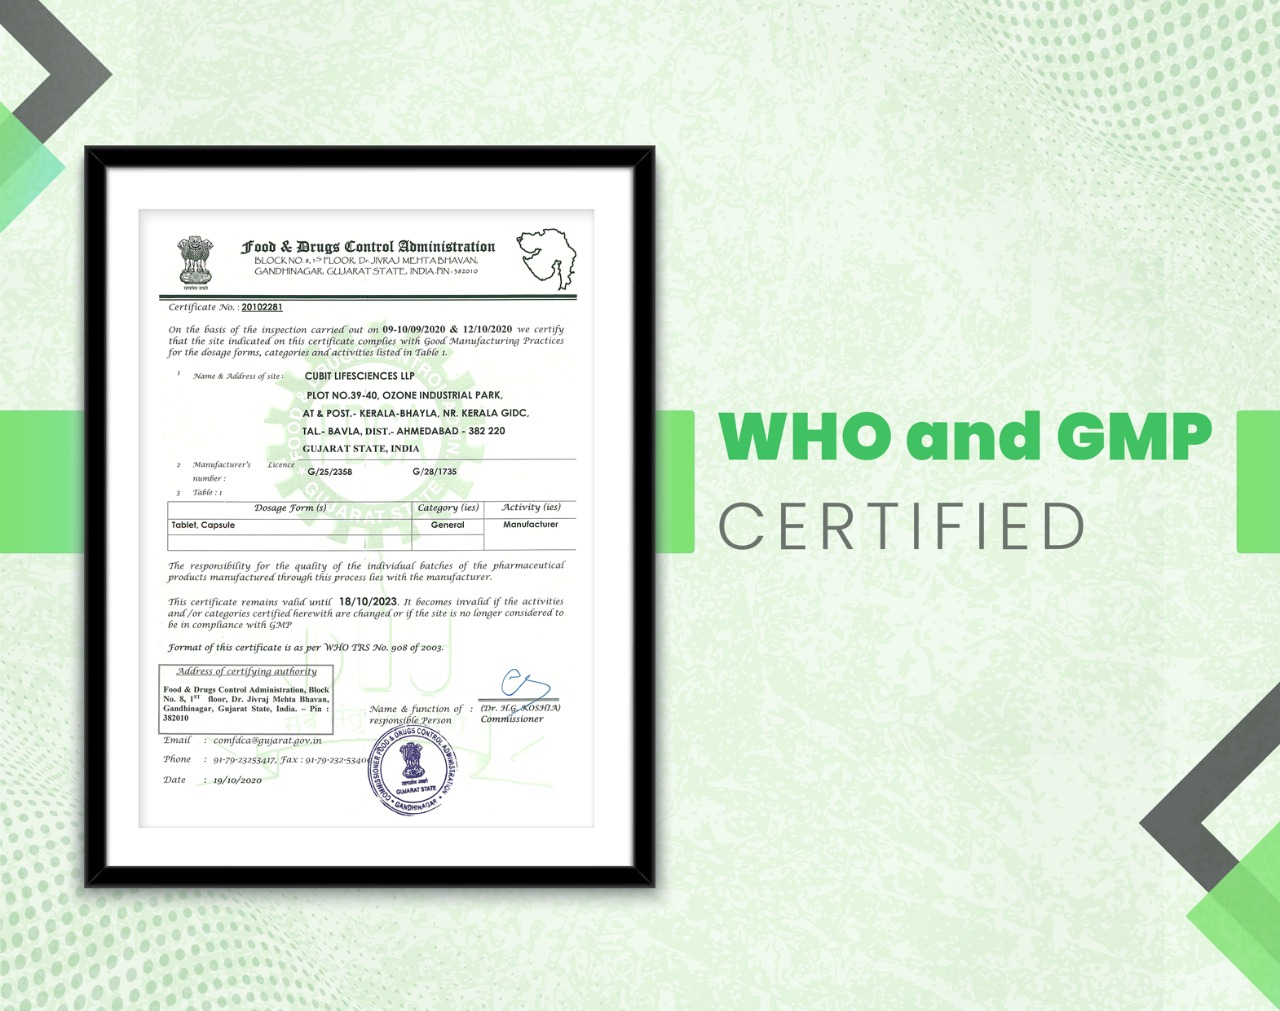 Food & Drugs Control Administration
BLOCK NO. 8, 1ST FLOOR, Dr. JIVRAJ MEHTA BHAVAN,
GANDHINAGAR, GUJARAT STATE, INDIA.PIN : 382010
Certificate No. : 20102281
On the basis of the inspection carried out on 09-10/09/2020 & 12/10/2020 we certify
that the site indicated on this certificate complies with Good Manufacturing Practices
for the dosage forms, categories and activities listed in Table 1.
1 Name & Address of site : CUBIT LIFESCIENCES LLP
PLOT NO.39-40, OZONE INDUSTRIAL PARK,
AT & POST.- KERALA-BHAYLA, NR. KERALA GIDC,
TAL.- BAVLA, DIST.- AHMEDABAD - 382 220
GUJARAT STATE, INDIA
2 Manufacturer's Licence
number : G/25/2358 G/28/1735
3 Table : 1
Dosage Form (s) Category (ies) Activity (ies)
Tablet, Capsule General Manufacturer
The responsibility for the quality of the individual batches of the pharmaceutical
products manufactured through this process lies with the manufacturer.
This certificate remains valid until 18/10/2023. It becomes invalid if the activities
and /or categories certified herewith are changed or if the site is no longer considered to
be in compliance with GMP
Format of this certificate is as per WHO TRS No. 908 of 2003.
Address of certifying authority
Food & Drugs Control Administration, Block
No. 8, 1ST floor, Dr. Jivraj Mehta Bhavan,
Gandhinagar, Gujarat State, India. – Pin :
382010
Name & function of : (Dr. H.G. KOSHIA)
responsible Person Commissioner
Email : comfdca@gujarat.gov.in
Phone : 91-79-23253417, Fax : 91-79-232-5340
Date : 19/10/2020
COMMISSIONER FOOD & DRUGS CONTROL ADMINISTRATION
GUJARAT STATE
GANDHINAGAR
WHO and GMP
CERTIFIED